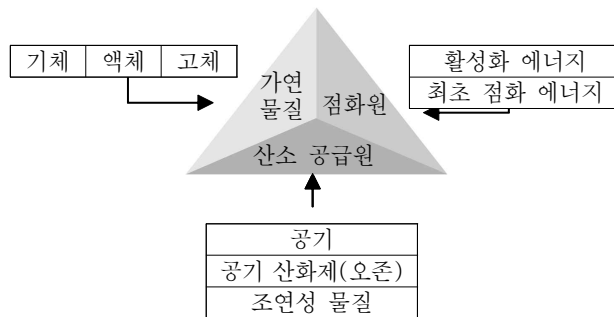 기체 액체 고체
가연
물질
점화원
산소 공급원
활성화 에너지
최초 점화 에너지
공기
공기 산화제(오존)
조연성 물질